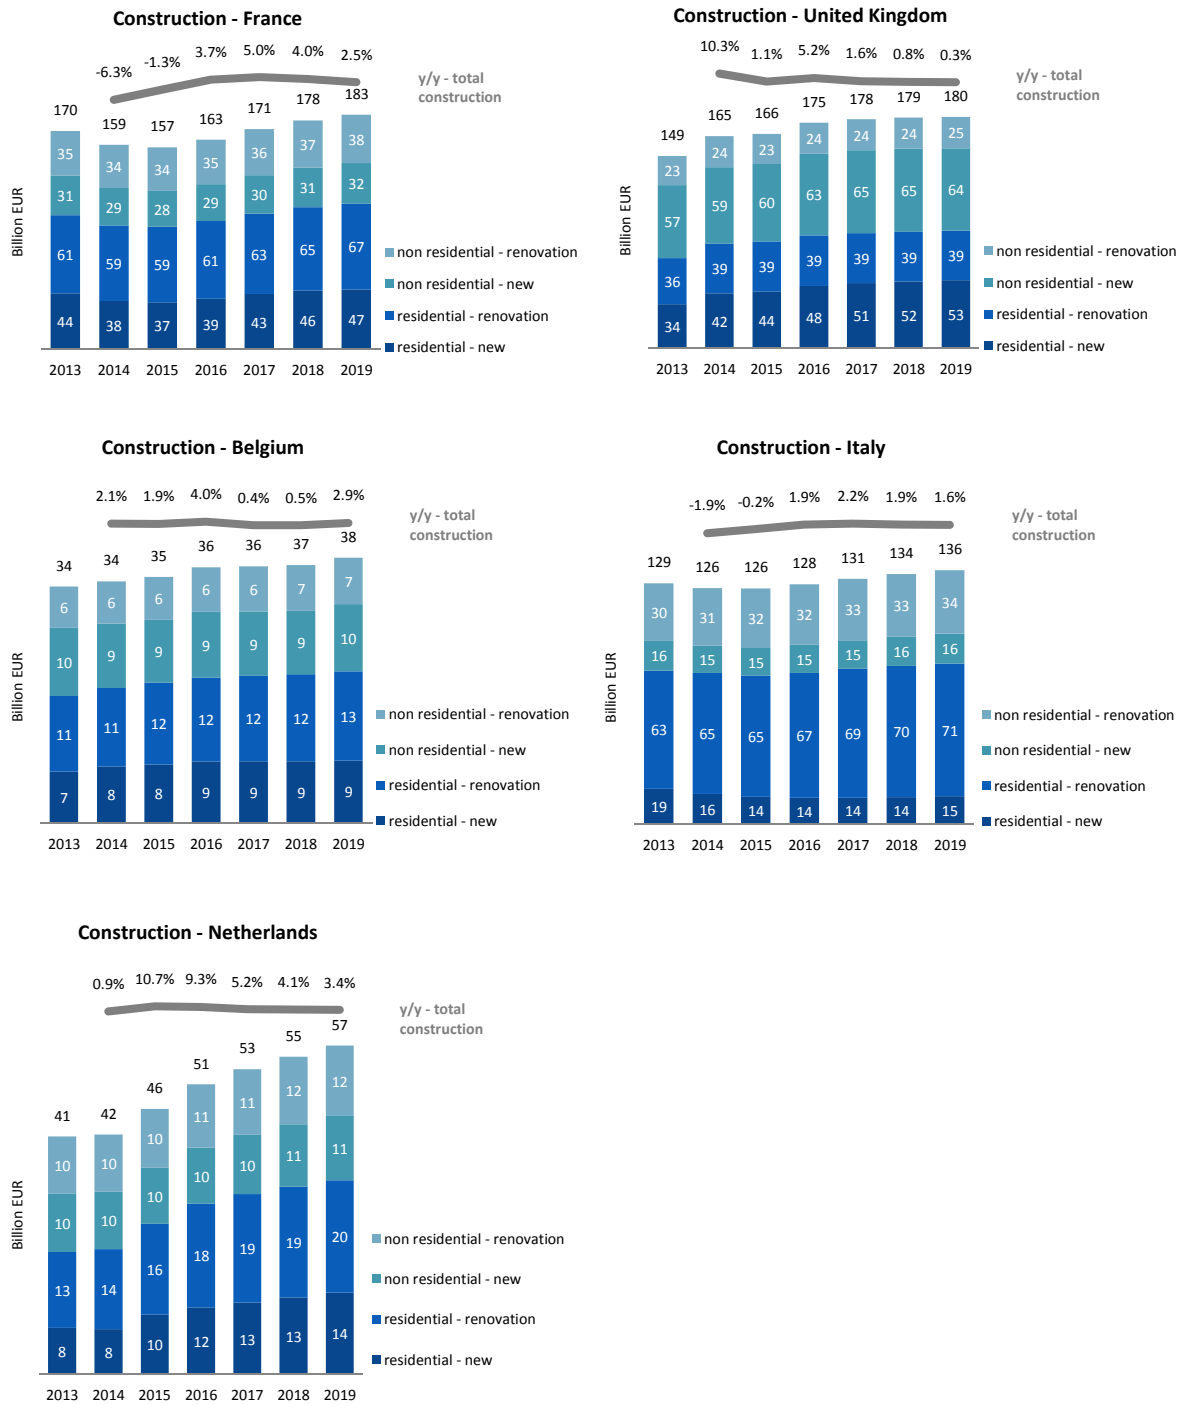 Construction - France
-6.3% -1.3% 3.7% 5.0% 4.0% 2.5%
y/y - total
construction
170 159 157 163 171 178 183
35 34 34 35 36 37 38
31 29 28 29 30 31 32
61 59 59 61 63 65 67
44 38 37 39 43 46 47
Billion EUR
non residential - renovation
non residential - new
residential - renovation
residential - new
2013 2014 2015 2016 2017 2018 2019
Construction - United Kingdom
10.3% 1.1% 5.2% 1.6% 0.8% 0.3%
y/y - total
construction
149 165 166 175 178 179 180
23 24 23 24 24 24 25
57 59 60 63 65 65 64
36 39 39 39 39 39 39
34 42 44 48 51 52 53
Billion EUR
non residential - renovation
non residential - new
residential - renovation
residential - new
2013 2014 2015 2016 2017 2018 2019
Construction - Belgium
2.1% 1.9% 4.0% 0.4% 0.5% 2.9%
y/y - total
construction
34 34 35 36 36 37 38
6 6 6 6 6 7 7
10 9 9 9 9 9 10
11 11 12 12 12 12 13
7 8 8 9 9 9 9
Billion EUR
non residential - renovation
non residential - new
residential - renovation
residential - new
2013 2014 2015 2016 2017 2018 2019
Construction - Italy
-1.9% -0.2% 1.9% 2.2% 1.9% 1.6%
y/y - total
construction
129 126 126 128 131 134 136
30 31 32 32 33 33 34
16 15 15 15 15 16 16
63 65 65 67 69 70 71
19 16 14 14 14 14 15
Billion EUR
non residential - renovation
non residential - new
residential - renovation
residential - new
2013 2014 2015 2016 2017 2018 2019
Construction - Netherlands
0.9% 10.7% 9.3% 5.2% 4.1% 3.4%
y/y - total
construction
41 42 46 51 53 55 57
10 10 10 11 11 12 12
10 10 10 10 10 11 11
13 14 16 18 19 19 20
8 8 10 12 13 13 14
Billion EUR
non residential - renovation
non residential - new
residential - renovation
residential - new
2013 2014 2015 2016 2017 2018 2019